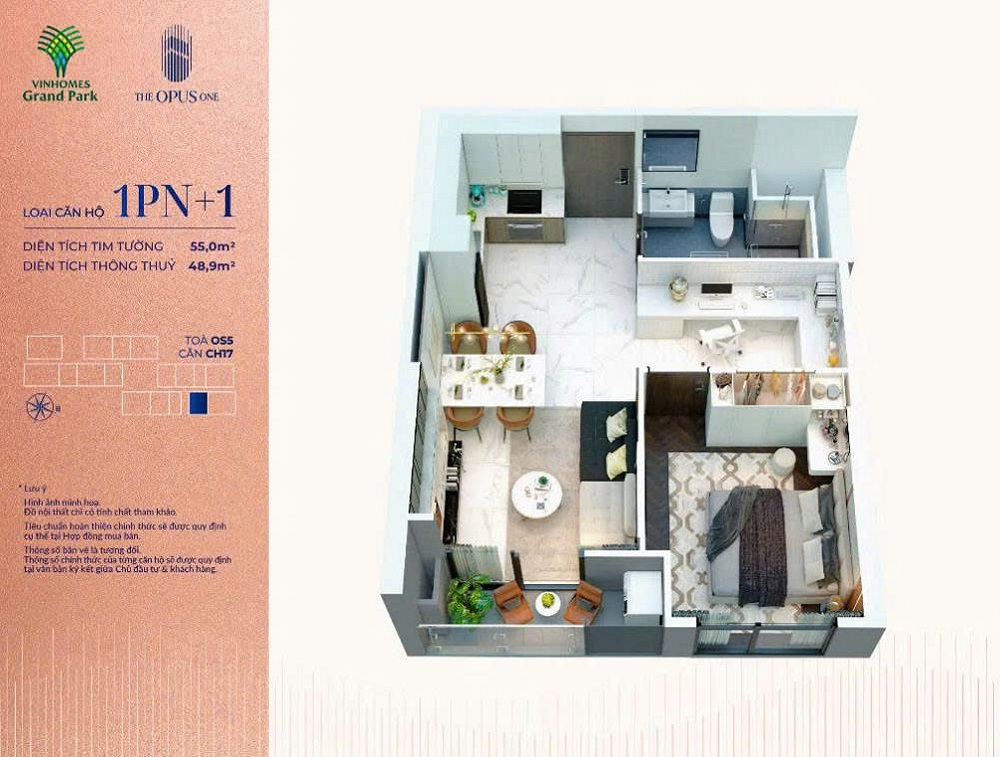 VINHOMES
Grand Park
THE OPUS ONE
LOẠI CĂN HỘ 1PN+1
DIỆN TÍCH TIM TƯỜNG 55,0m²
DIỆN TÍCH THÔNG THUỶ 48,9m²
TOÀ OS5
CĂN CH17
* Lưu ý
Hình ảnh minh hoạ.
Đồ nội thất chỉ có tính chất tham khảo.
Tiêu chuẩn hoàn thiện chính thức sẽ được quy định
cụ thể tại Hợp đồng mua bán.
Thông số bản vẽ là tương đối.
Thông số chính thức của từng căn hộ sẽ được quy định
tại văn bản ký kết giữa Chủ đầu tư & khách hàng.